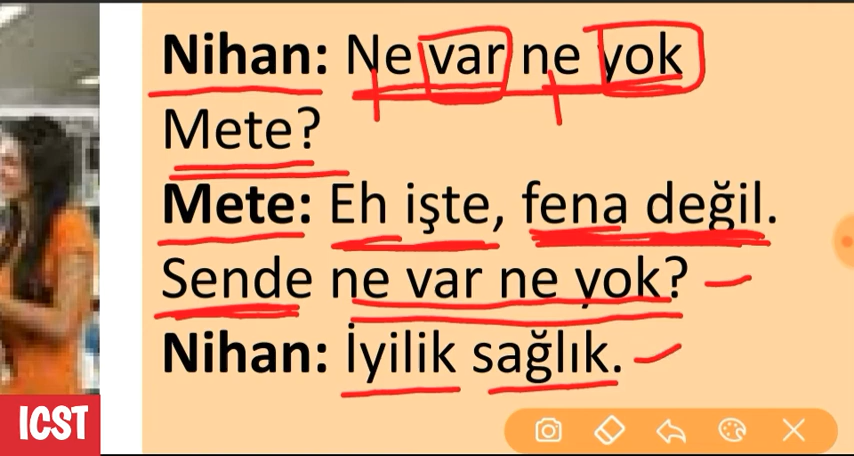 Nihan: Ne var ne yok
Mete?
Mete: Eh işte, fena değil.
Sende ne var ne yok?
Nihan: İyilik sağlık.
ICST